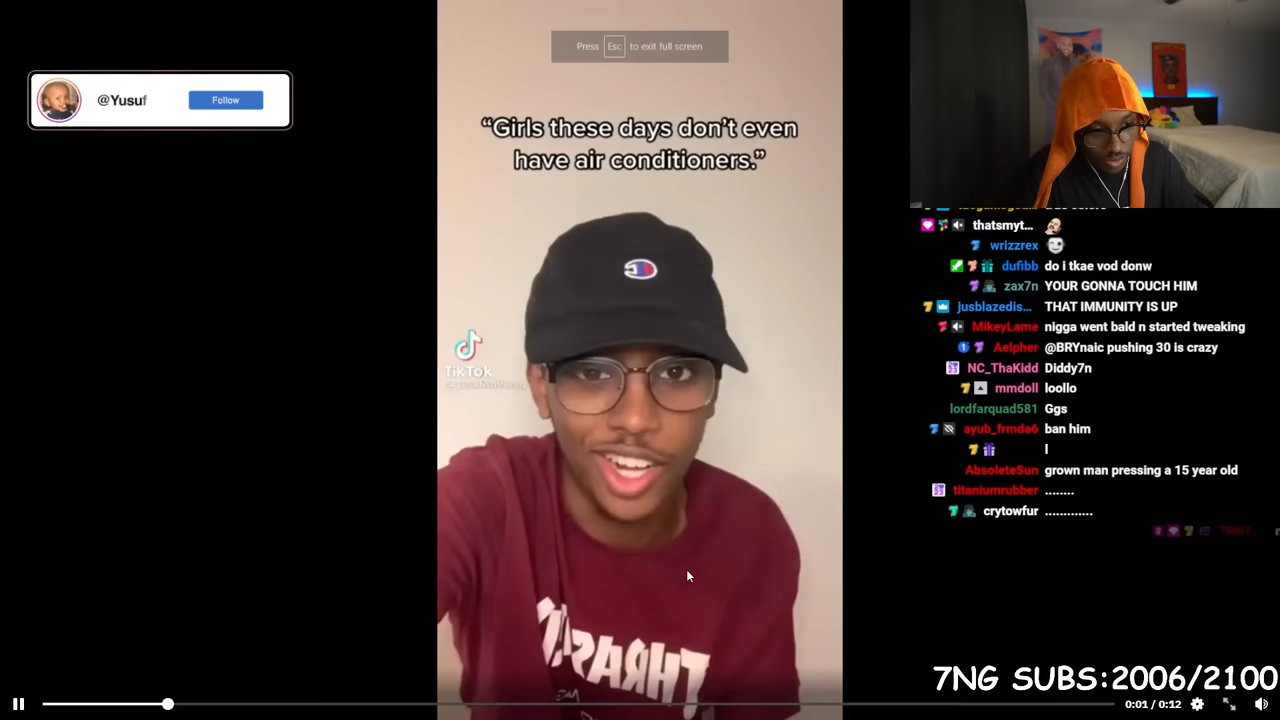 @Yusuf
Follow
Press Esc to exit full screen
“Girls these days don’t even
have air conditioners.”
TikTok
THRAS
thatsmyt...
wrizzrex
dufibb do i tkae vod donw
zax7n YOUR GONNA TOUCH HIM
jusblazedis... THAT IMMUNITY IS UP
MikeyLame nigga went bald n started tweaking
Aelpher @BRYnaic pushing 30 is crazy
NC_ThaKidd Diddy7n
mmdoll loollo
lordfarquad581 Ggs
ayub_frmda6 ban him
l
AbsoleteSun grown man pressing a 15 year old
titaniumrubber ........
crytowfur .............
7NG SUBS:2006/2100
0:01 / 0:12